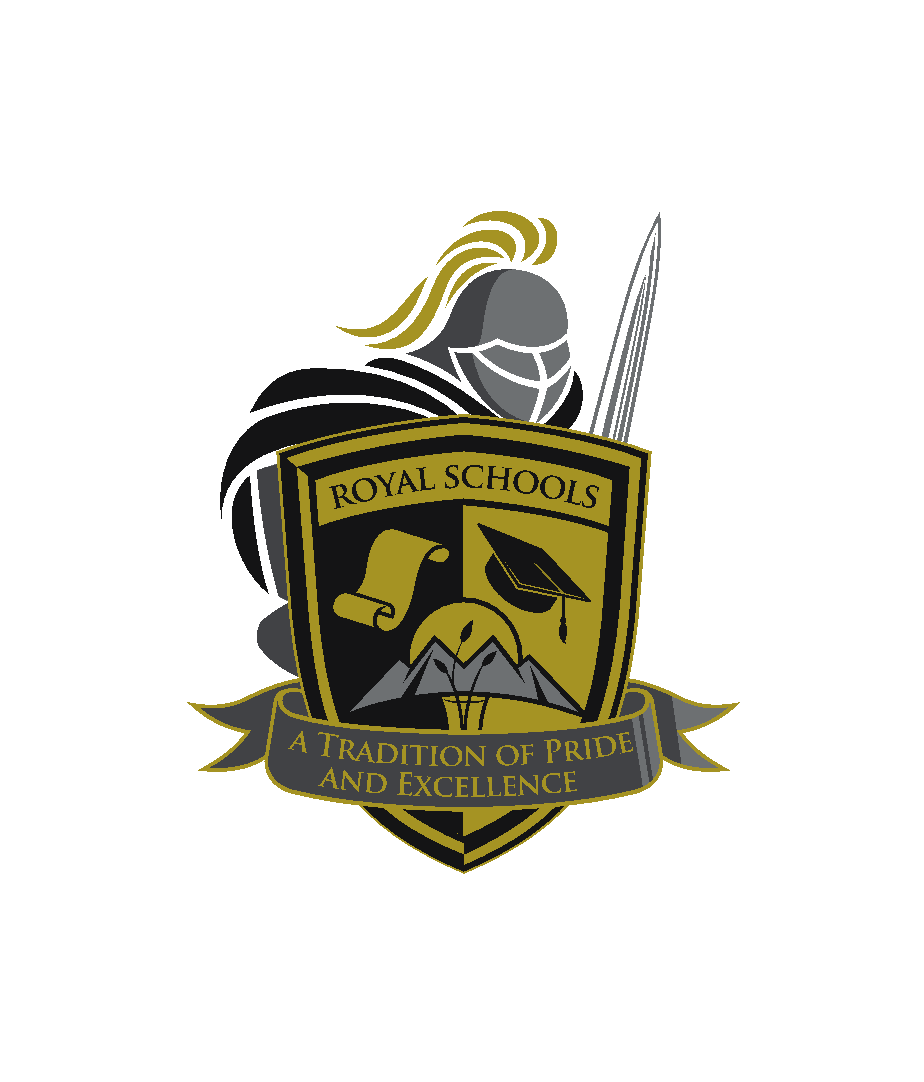 ROYAL SCHOOLS
A TRADITION OF PRIDE
AND EXCELLENCE